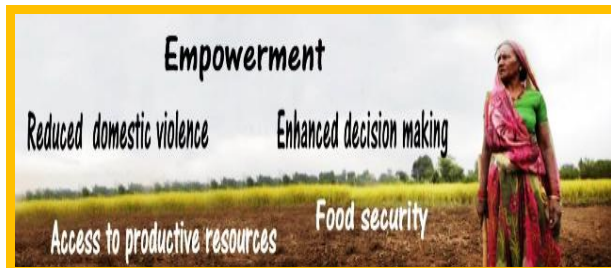 Empowerment
Reduced domestic violence
Enhanced decision making
Food security
Access to productive resources